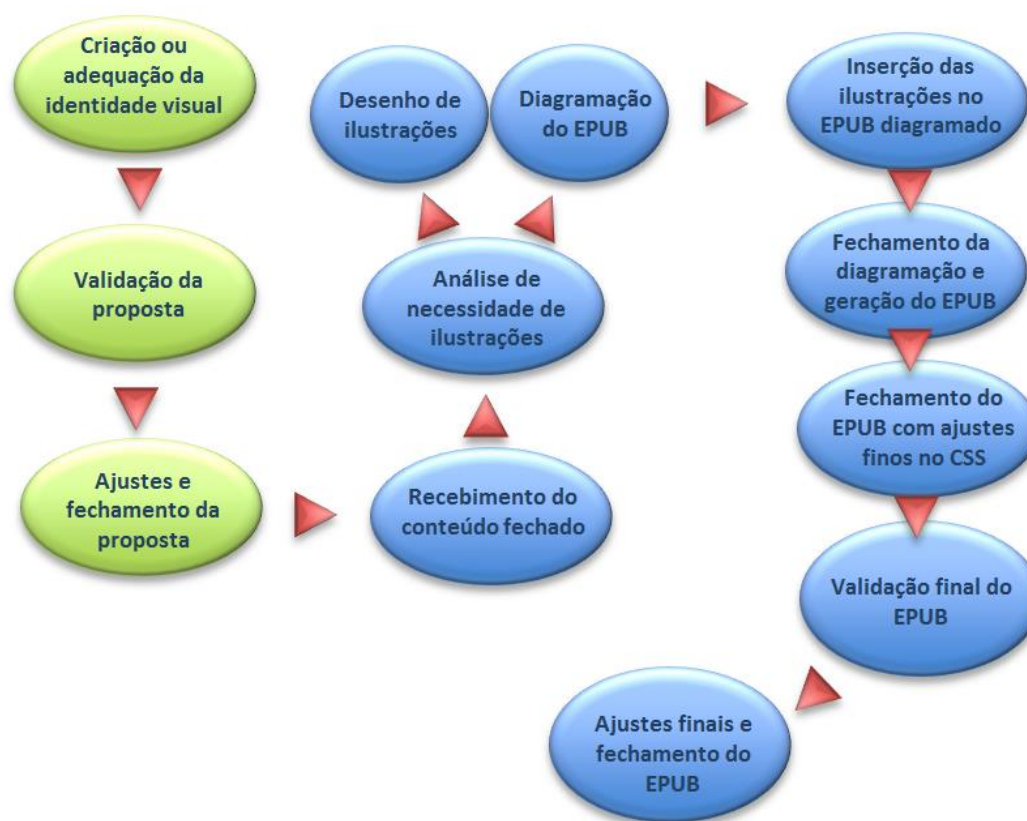 Criação ou
adequação da
identidade visual
Validação da
proposta
Ajustes e
fechamento da
proposta
Recebimento do
conteúdo fechado
Análise de
necessidade de
ilustrações
Desenho de
ilustrações
Diagramação
do EPUB
Inserção das
ilustrações no
EPUB diagramado
Fechamento da
diagramação e
geração do EPUB
Fechamento do
EPUB com ajustes
finos no CSS
Validação final do
EPUB
Ajustes finais e
fechamento do
EPUB